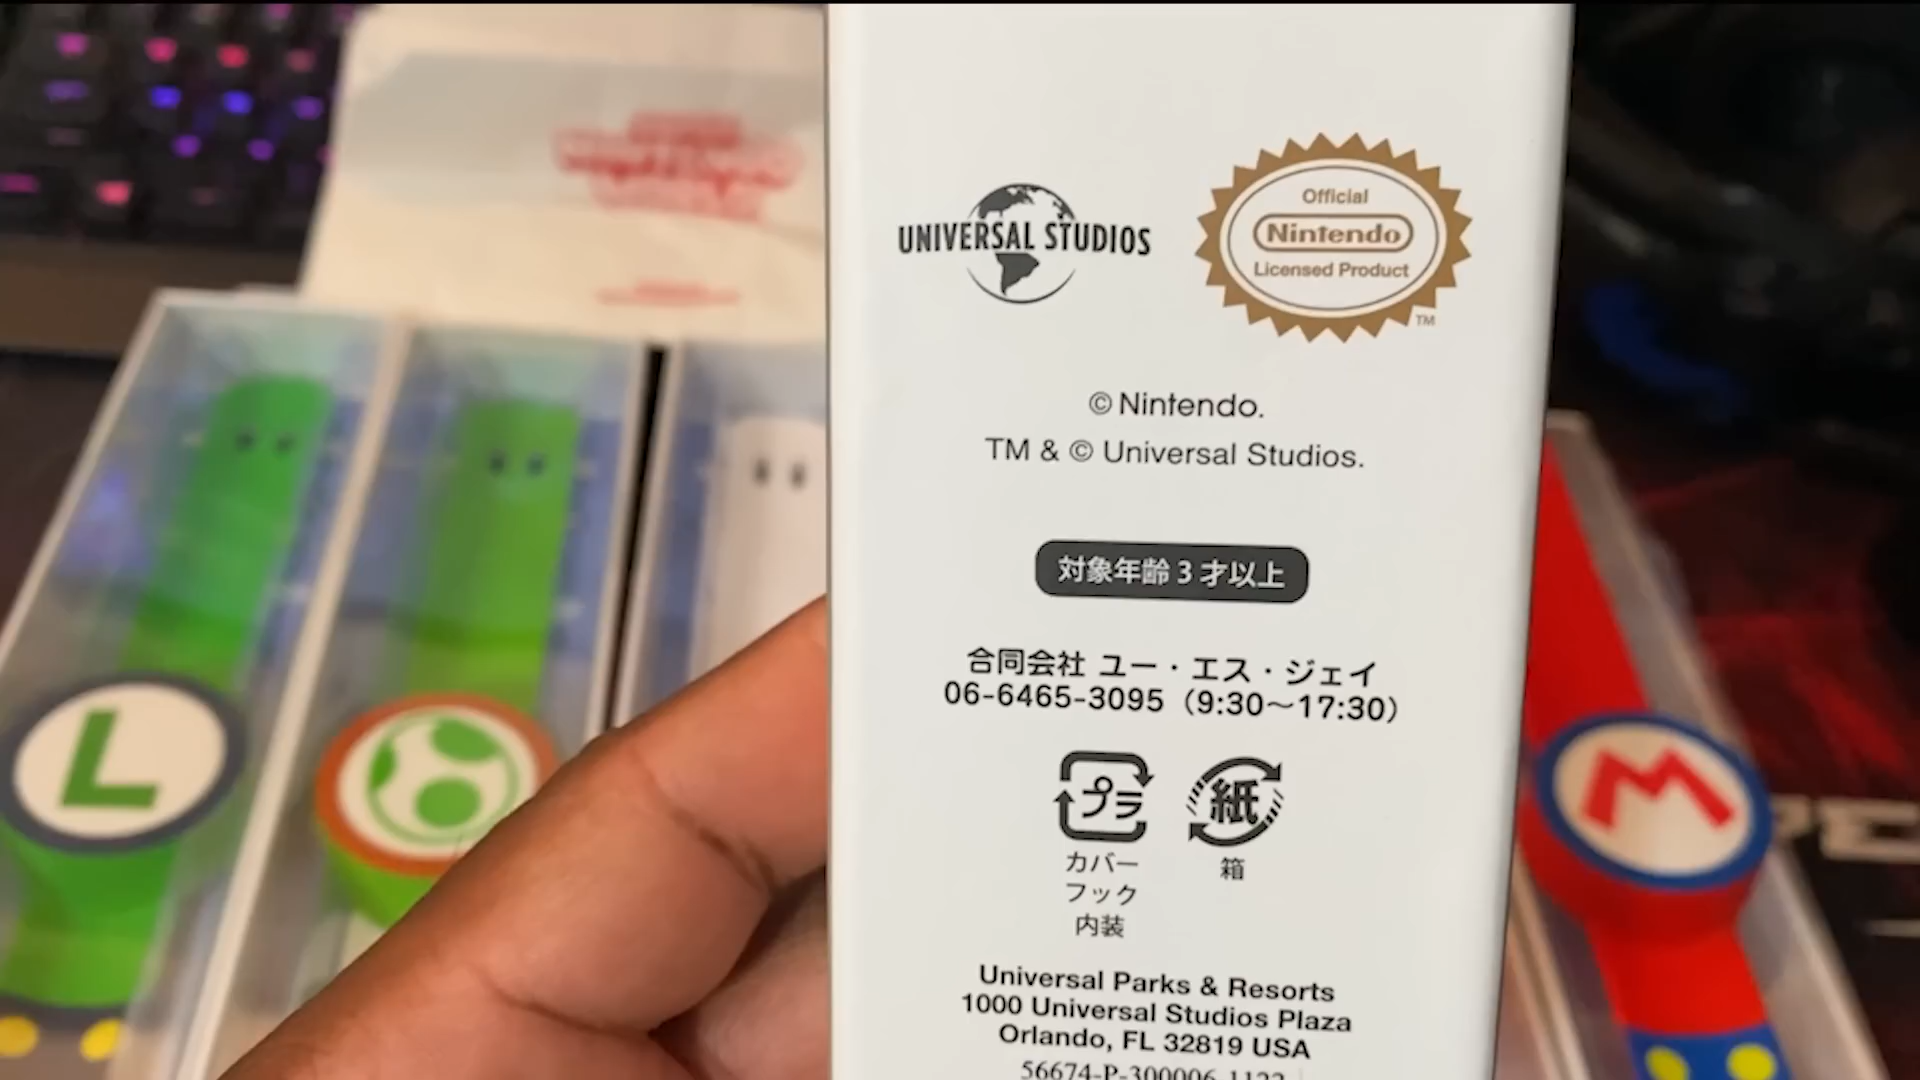 UNIVERSAL STUDIOS
Official
Nintendo
Licensed Product
TM
© Nintendo.
TM & © Universal Studios.
対象年齢3才以上
合同会社 ユー・エス・ジェイ
06-6465-3095（9:30～17:30）
プラ
紙
カバー
フック
内装
箱
Universal Parks & Resorts
1000 Universal Studios Plaza
Orlando, FL 32819 USA
56674-P-300006-1122
L
M